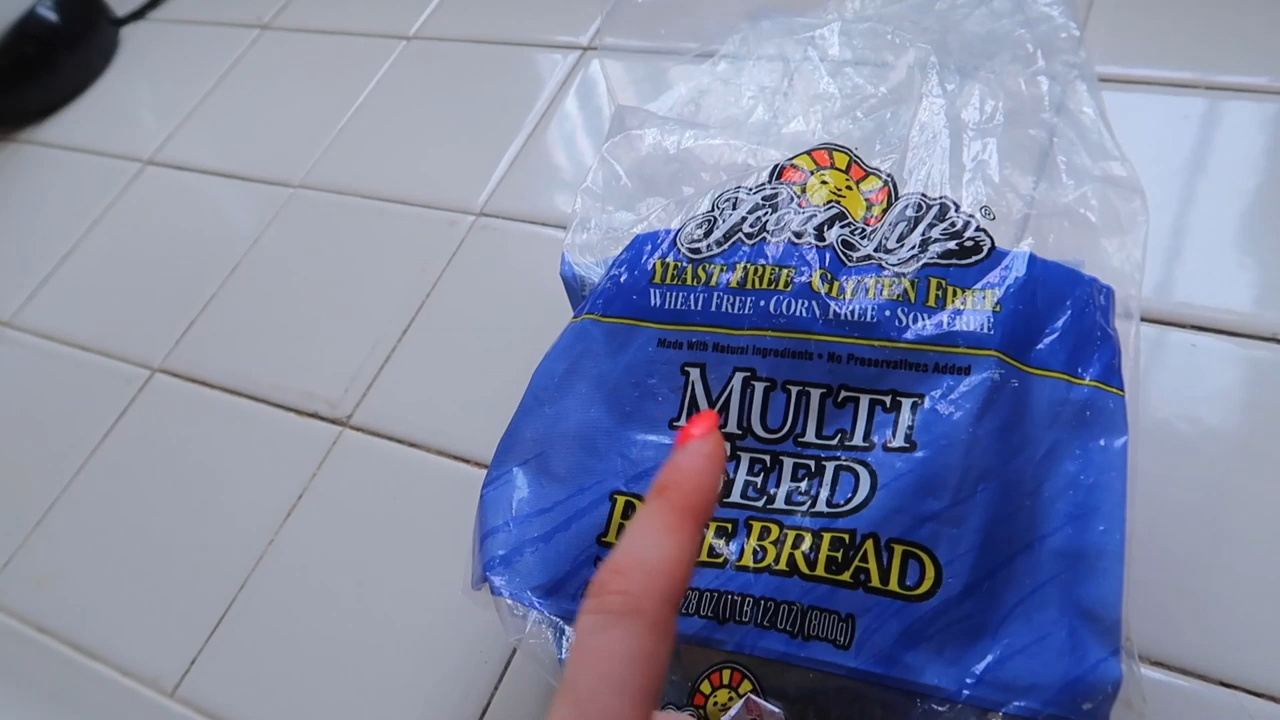 Food for Life®
YEAST FREE · GLUTEN FREE
WHEAT FREE • CORN FREE • SOY FREE
Made With Natural Ingredients • No Preservatives Added
MULTI
SEED
BREAD
28 OZ (1 LB 12 OZ) (800g)